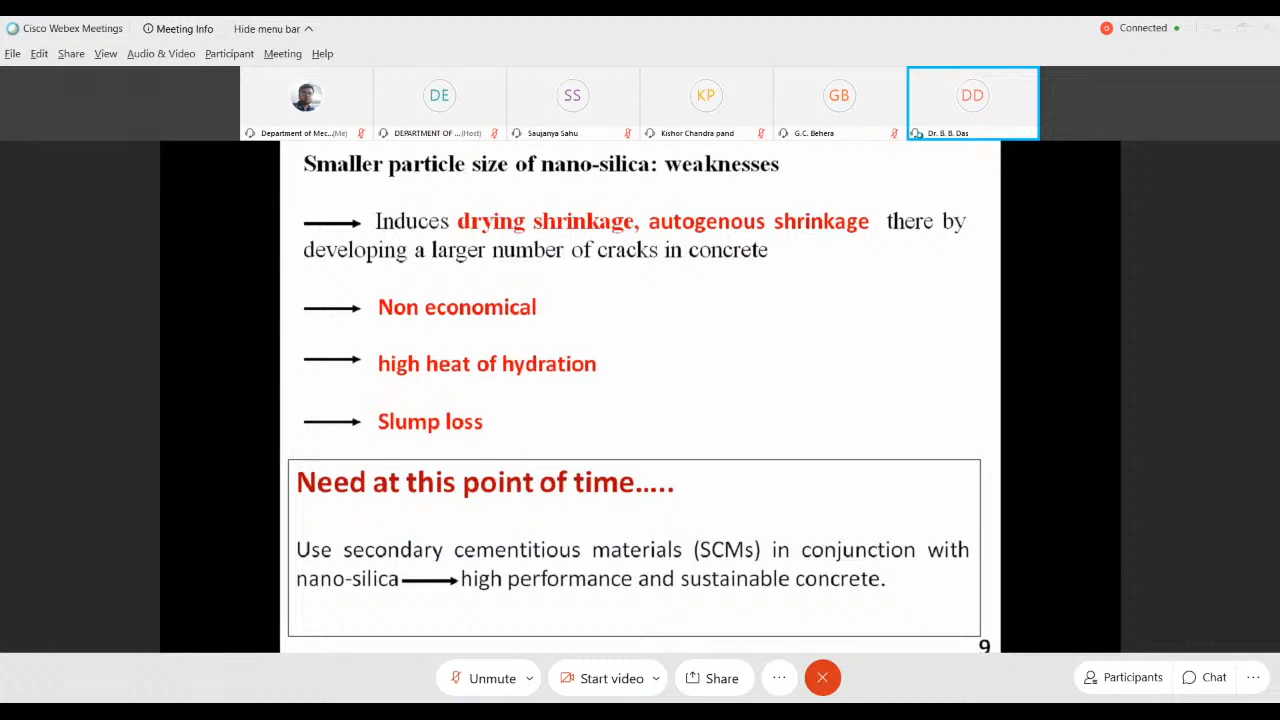 Cisco Webex Meetings
Meeting Info
Hide menu bar
Connected
File Edit Share View Audio & Video Participant Meeting Help
DE SS KP GB DD
Department of Mec... (Me) DEPARTMENT OF ... (Host) Saujanya Sahu Kishor Chandra pand G.C. Behera Dr. B. B. Das
Smaller particle size of nano-silica: weaknesses
Induces drying shrinkage, autogenous shrinkage there by
developing a larger number of cracks in concrete
Non economical
high heat of hydration
Slump loss
Need at this point of time.....
Use secondary cementitious materials (SCMs) in conjunction with
nano-silica high performance and sustainable concrete.
9
Unmute Start video Share Participants Chat